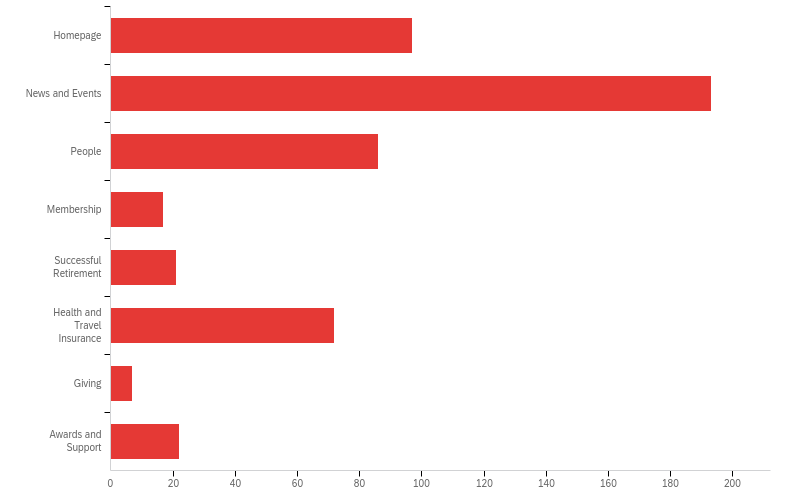 Homepage
News and Events
People
Membership
Successful
Retirement
Health and
Travel
Insurance
Giving
Awards and
Support
0 20 40 60 80 100 120 140 160 180 200